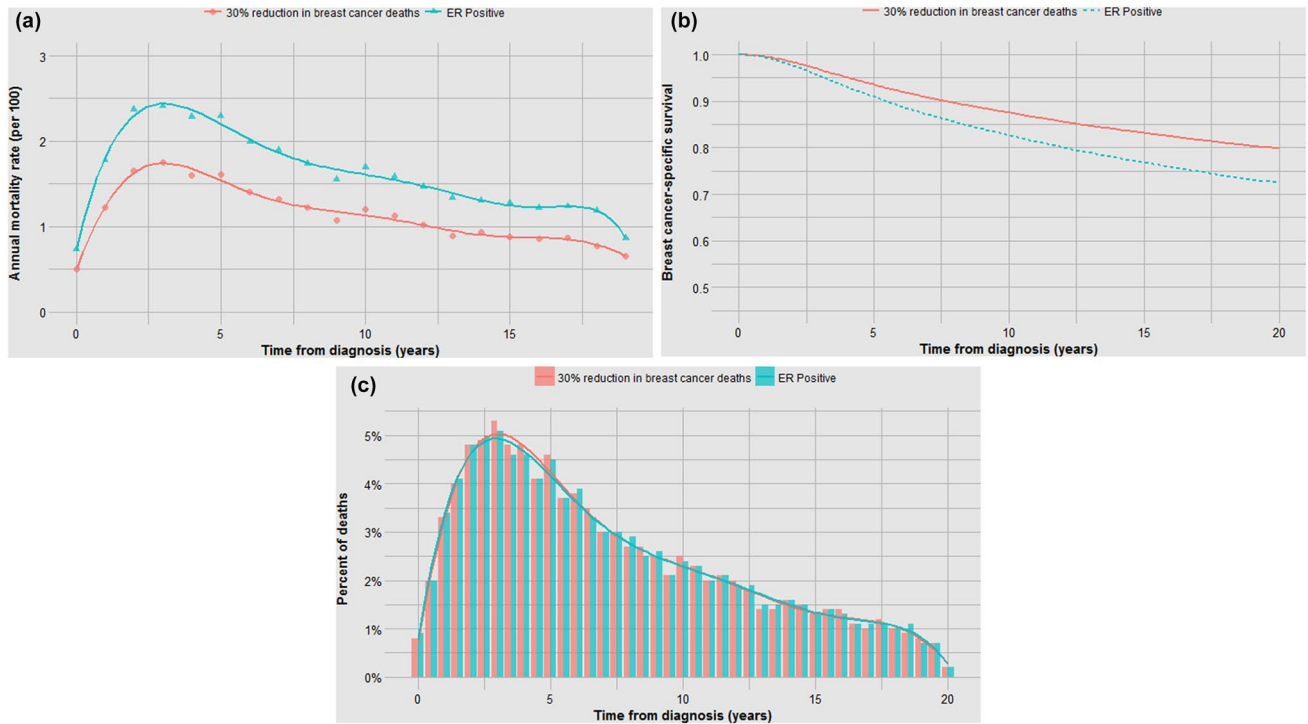 (a)
30% reduction in breast cancer deaths ER Positive
Annual mortality rate (per 100)
3
2
1
0
0 5 10 15
Time from diagnosis (years)
(b)
30% reduction in breast cancer deaths ER Positive
Breast cancer-specific survival
1.0
0.9
0.8
0.7
0.6
0.5
0 5 10 15 20
Time from diagnosis (years)
(c)
30% reduction in breast cancer deaths ER Positive
Percent of deaths
5%
4%
3%
2%
1%
0%
0 5 10 15 20
Time from diagnosis (years)